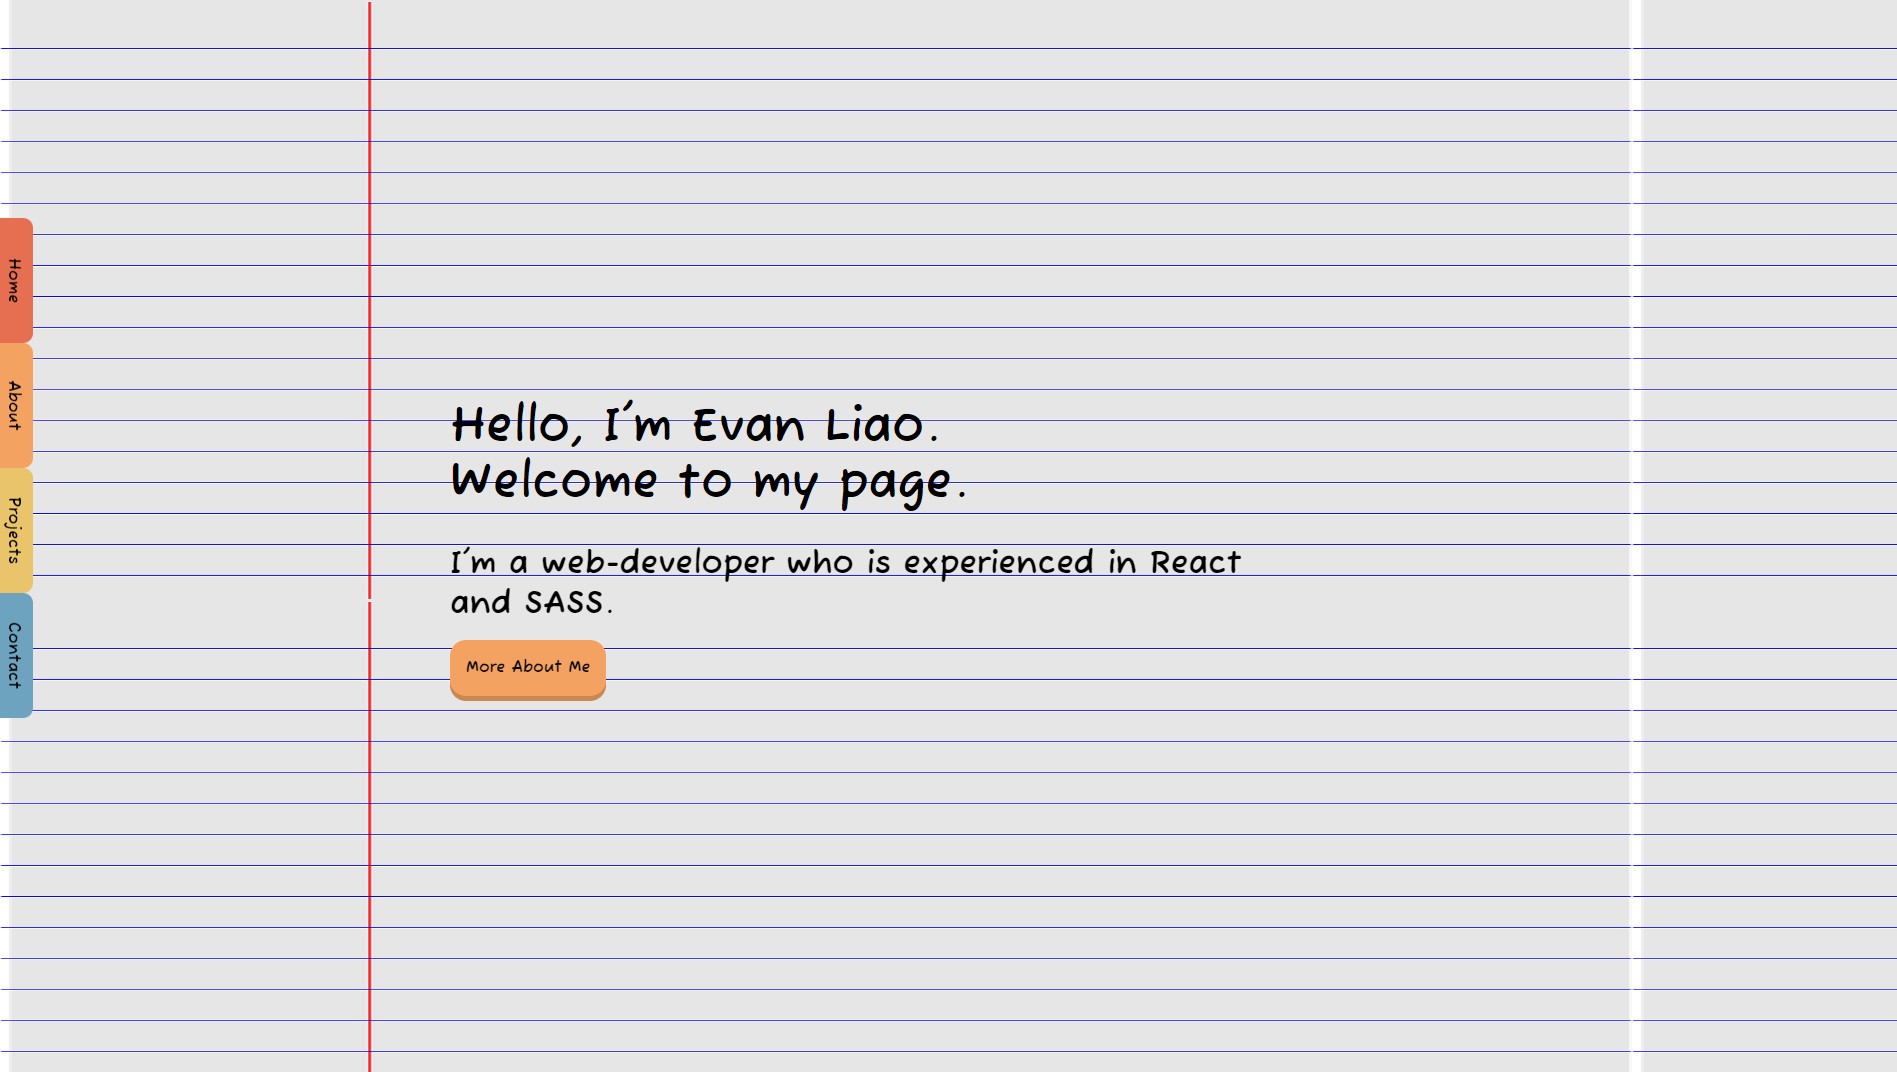 Home
About
Projects
Contact
Hello, I'm Evan Liao.
Welcome to my page.
I'm a web-developer who is experienced in React
and SASS.
More About Me